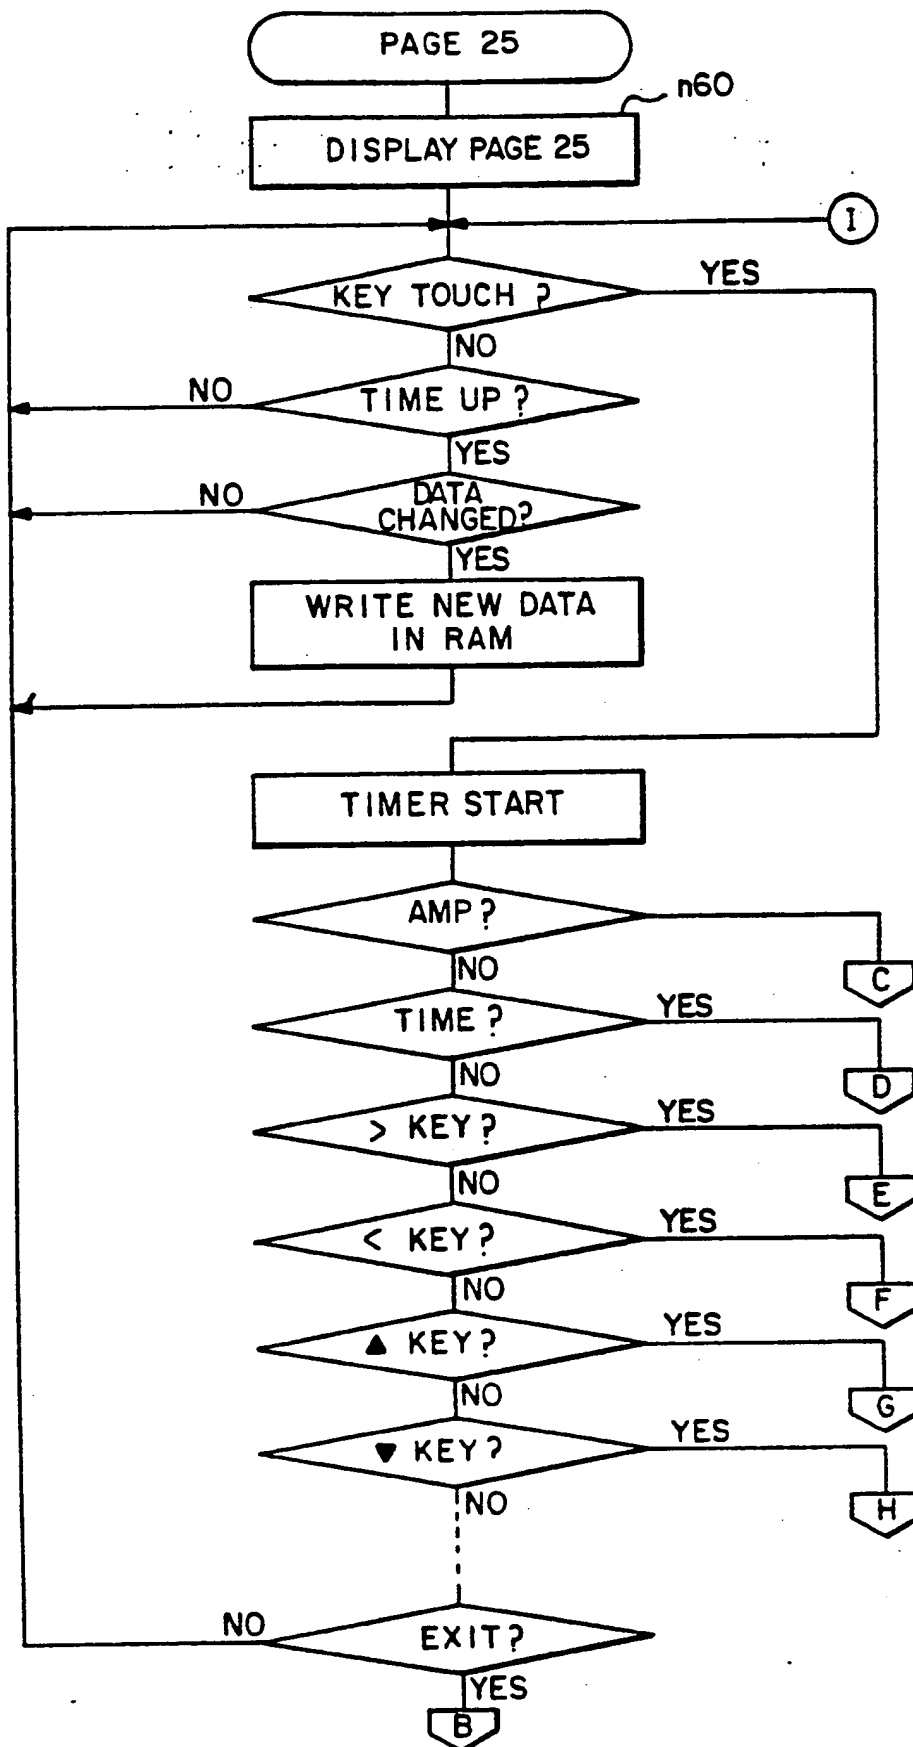 PAGE 25
n60
DISPLAY PAGE 25
I
KEY TOUCH ?
YES
NO
TIME UP ?
NO
YES
DATA
CHANGED?
NO
YES
WRITE NEW DATA
IN RAM
TIMER START
AMP?
C
NO
TIME ?
YES
D
NO
> KEY?
YES
E
NO
< KEY?
YES
F
NO
▲ KEY?
YES
G
NO
▼ KEY?
YES
H
NO
EXIT?
NO
YES
B